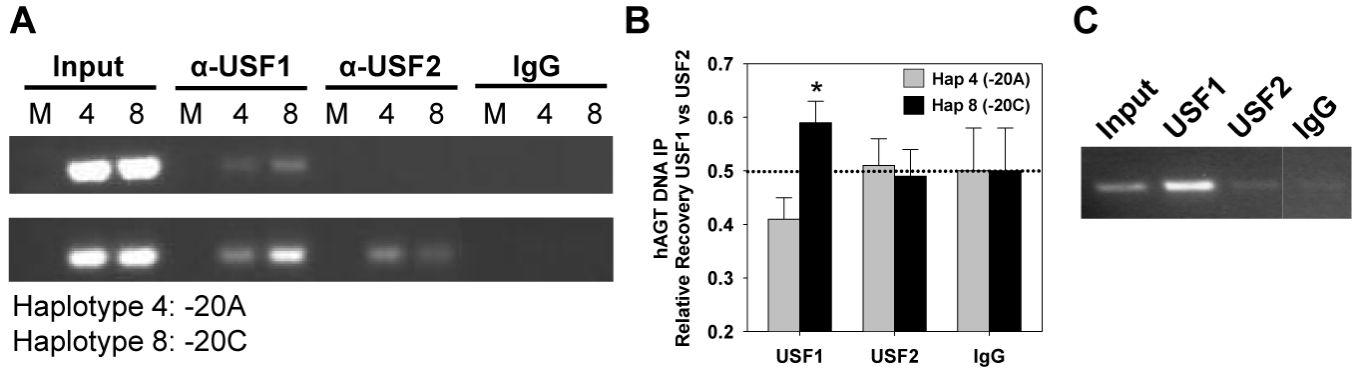 A
Input α-USF1 α-USF2 IgG
M 4 8 M 4 8 M 4 8 M 4 8
Haplotype 4: -20A
Haplotype 8: -20C
B
hAGT DNA IP
Relative Recovery USF1 vs USF2
0.7
0.6
0.5
0.4
0.3
0.2
Hap 4 (-20A)
Hap 8 (-20C)
*
USF1 USF2 IgG
C
Input USF1 USF2 IgG